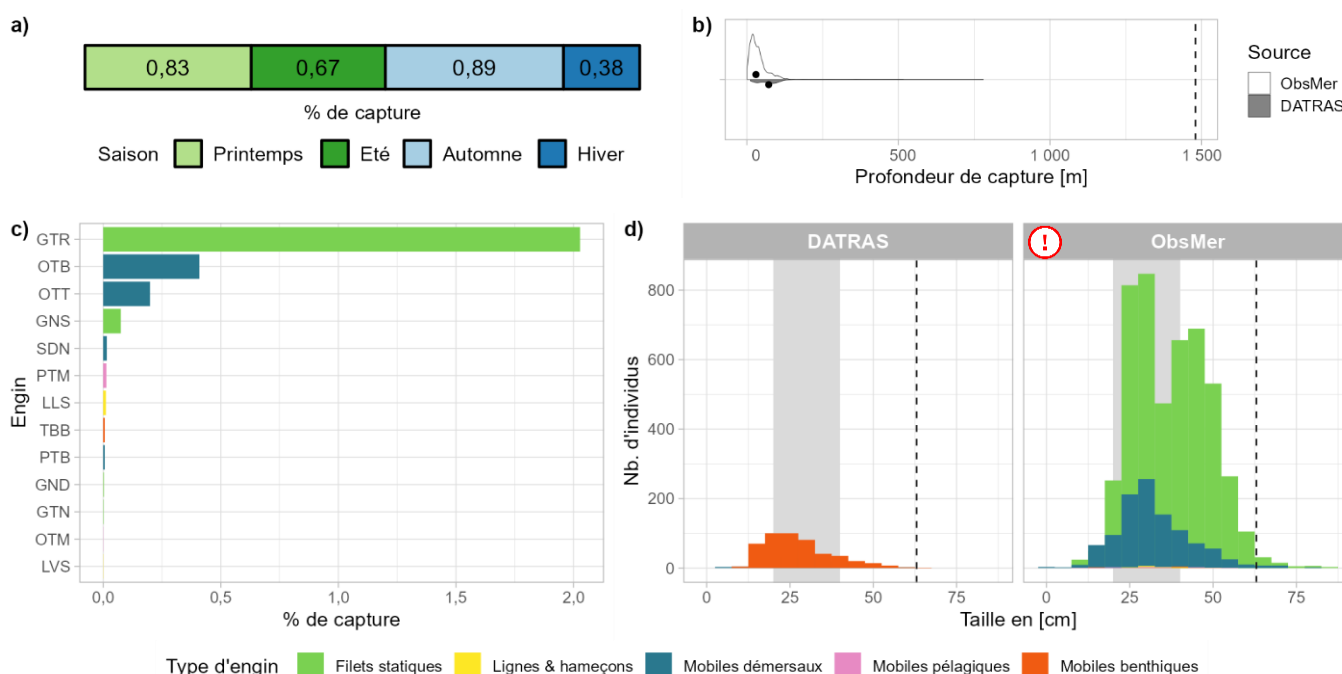 a)
0,83 0,67 0,89 0,38
% de capture
Saison Printemps Eté Automne Hiver
b)
0 500 1 000 1 500
Profondeur de capture [m]
Source
ObsMer
DATRAS
c)
Engin
GTR
OTB
OTT
GNS
SDN
PTM
LLS
TBB
PTB
GND
GTN
OTM
LVS
0,0 0,5 1,0 1,5 2,0
% de capture
d)
DATRAS ! ObsMer
Nb. d'individus
800
600
400
200
0
0 25 50 75 0 25 50 75
Taille en [cm]
Type d'engin Filets statiques Lignes & hameçons Mobiles démersaux Mobiles pélagiques Mobiles benthiques